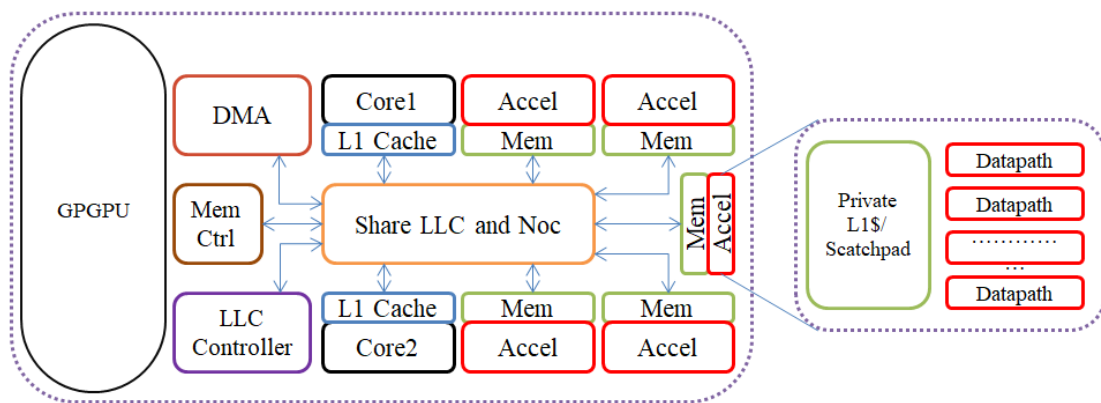 GPGPU
DMA
Core1
L1 Cache
Accel
Mem
Accel
Mem
Mem
Ctrl
Share LLC and Noc
Mem
Accel
LLC
Controller
L1 Cache
Core2
Mem
Accel
Mem
Accel
Private
L1$/
Scatchpad
Datapath
Datapath
…………
…
Datapath